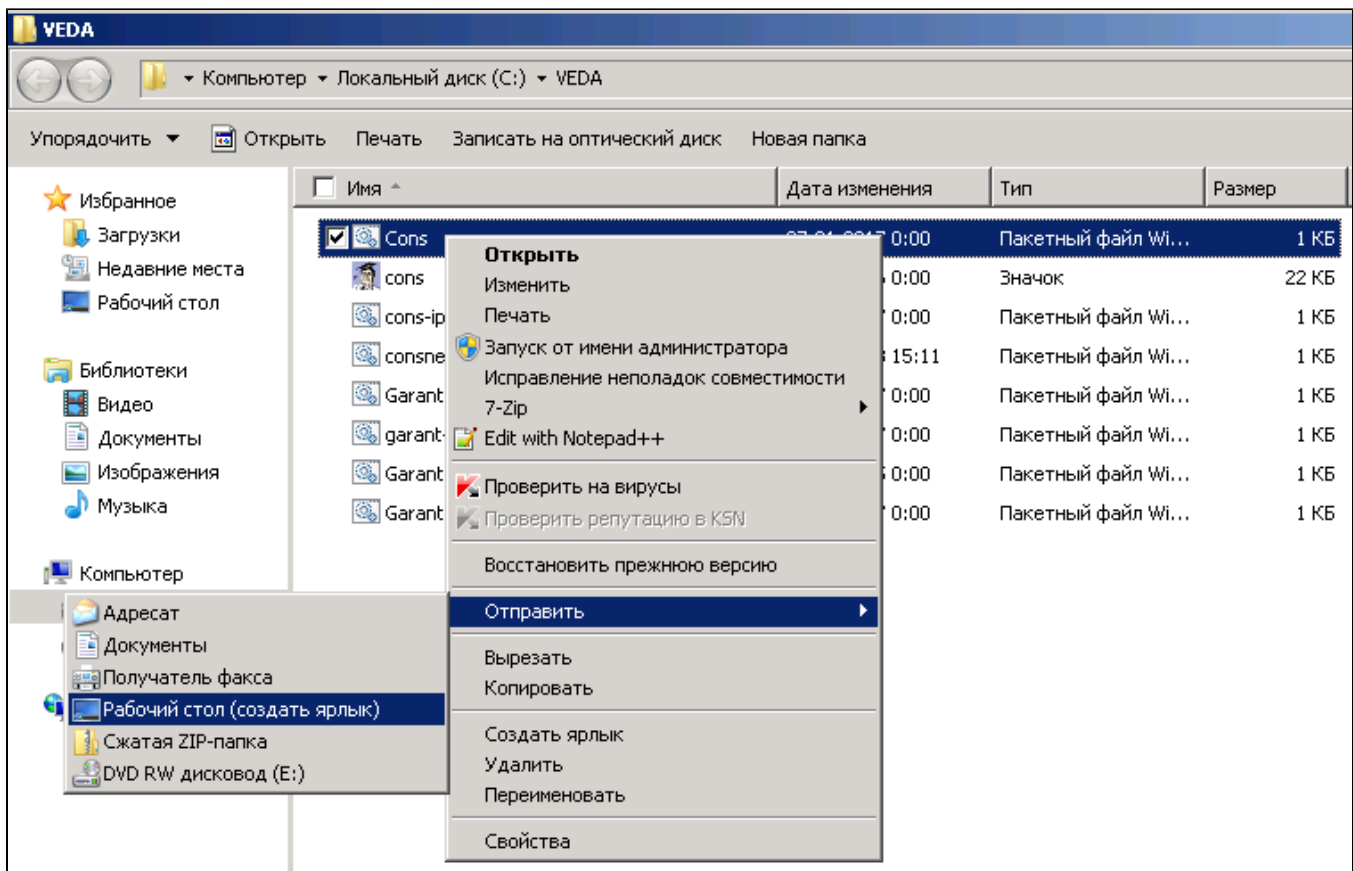 VEDA
Компьютер Локальный диск (C:) VEDA
Упорядочить Открыть Печать Записать на оптический диск Новая папка
Имя Дата изменения Тип Размер
Избранное
Загрузки
Недавние места
Рабочий стол
Библиотеки
Видео
Документы
Изображения
Музыка
Компьютер
Cons 0:00 Пакетный файл Wi... 1 КБ
cons 0:00 Значок 22 КБ
cons-ip 0:00 Пакетный файл Wi... 1 КБ
consne 15:11 Пакетный файл Wi... 1 КБ
Garant 0:00 Пакетный файл Wi... 1 КБ
garant- 0:00 Пакетный файл Wi... 1 КБ
Garant 0:00 Пакетный файл Wi... 1 КБ
Garant 0:00 Пакетный файл Wi... 1 КБ
Открыть
Изменить
Печать
Запуск от имени администратора
Исправление неполадок совместимости
7-Zip
Edit with Notepad++
Проверить на вирусы
Проверить репутацию в KSN
Восстановить прежнюю версию
Отправить
Вырезать
Копировать
Создать ярлык
Удалить
Переименовать
Свойства
Адресат
Документы
Получатель факса
Рабочий стол (создать ярлык)
Сжатая ZIP-папка
DVD RW дисковод (E:)